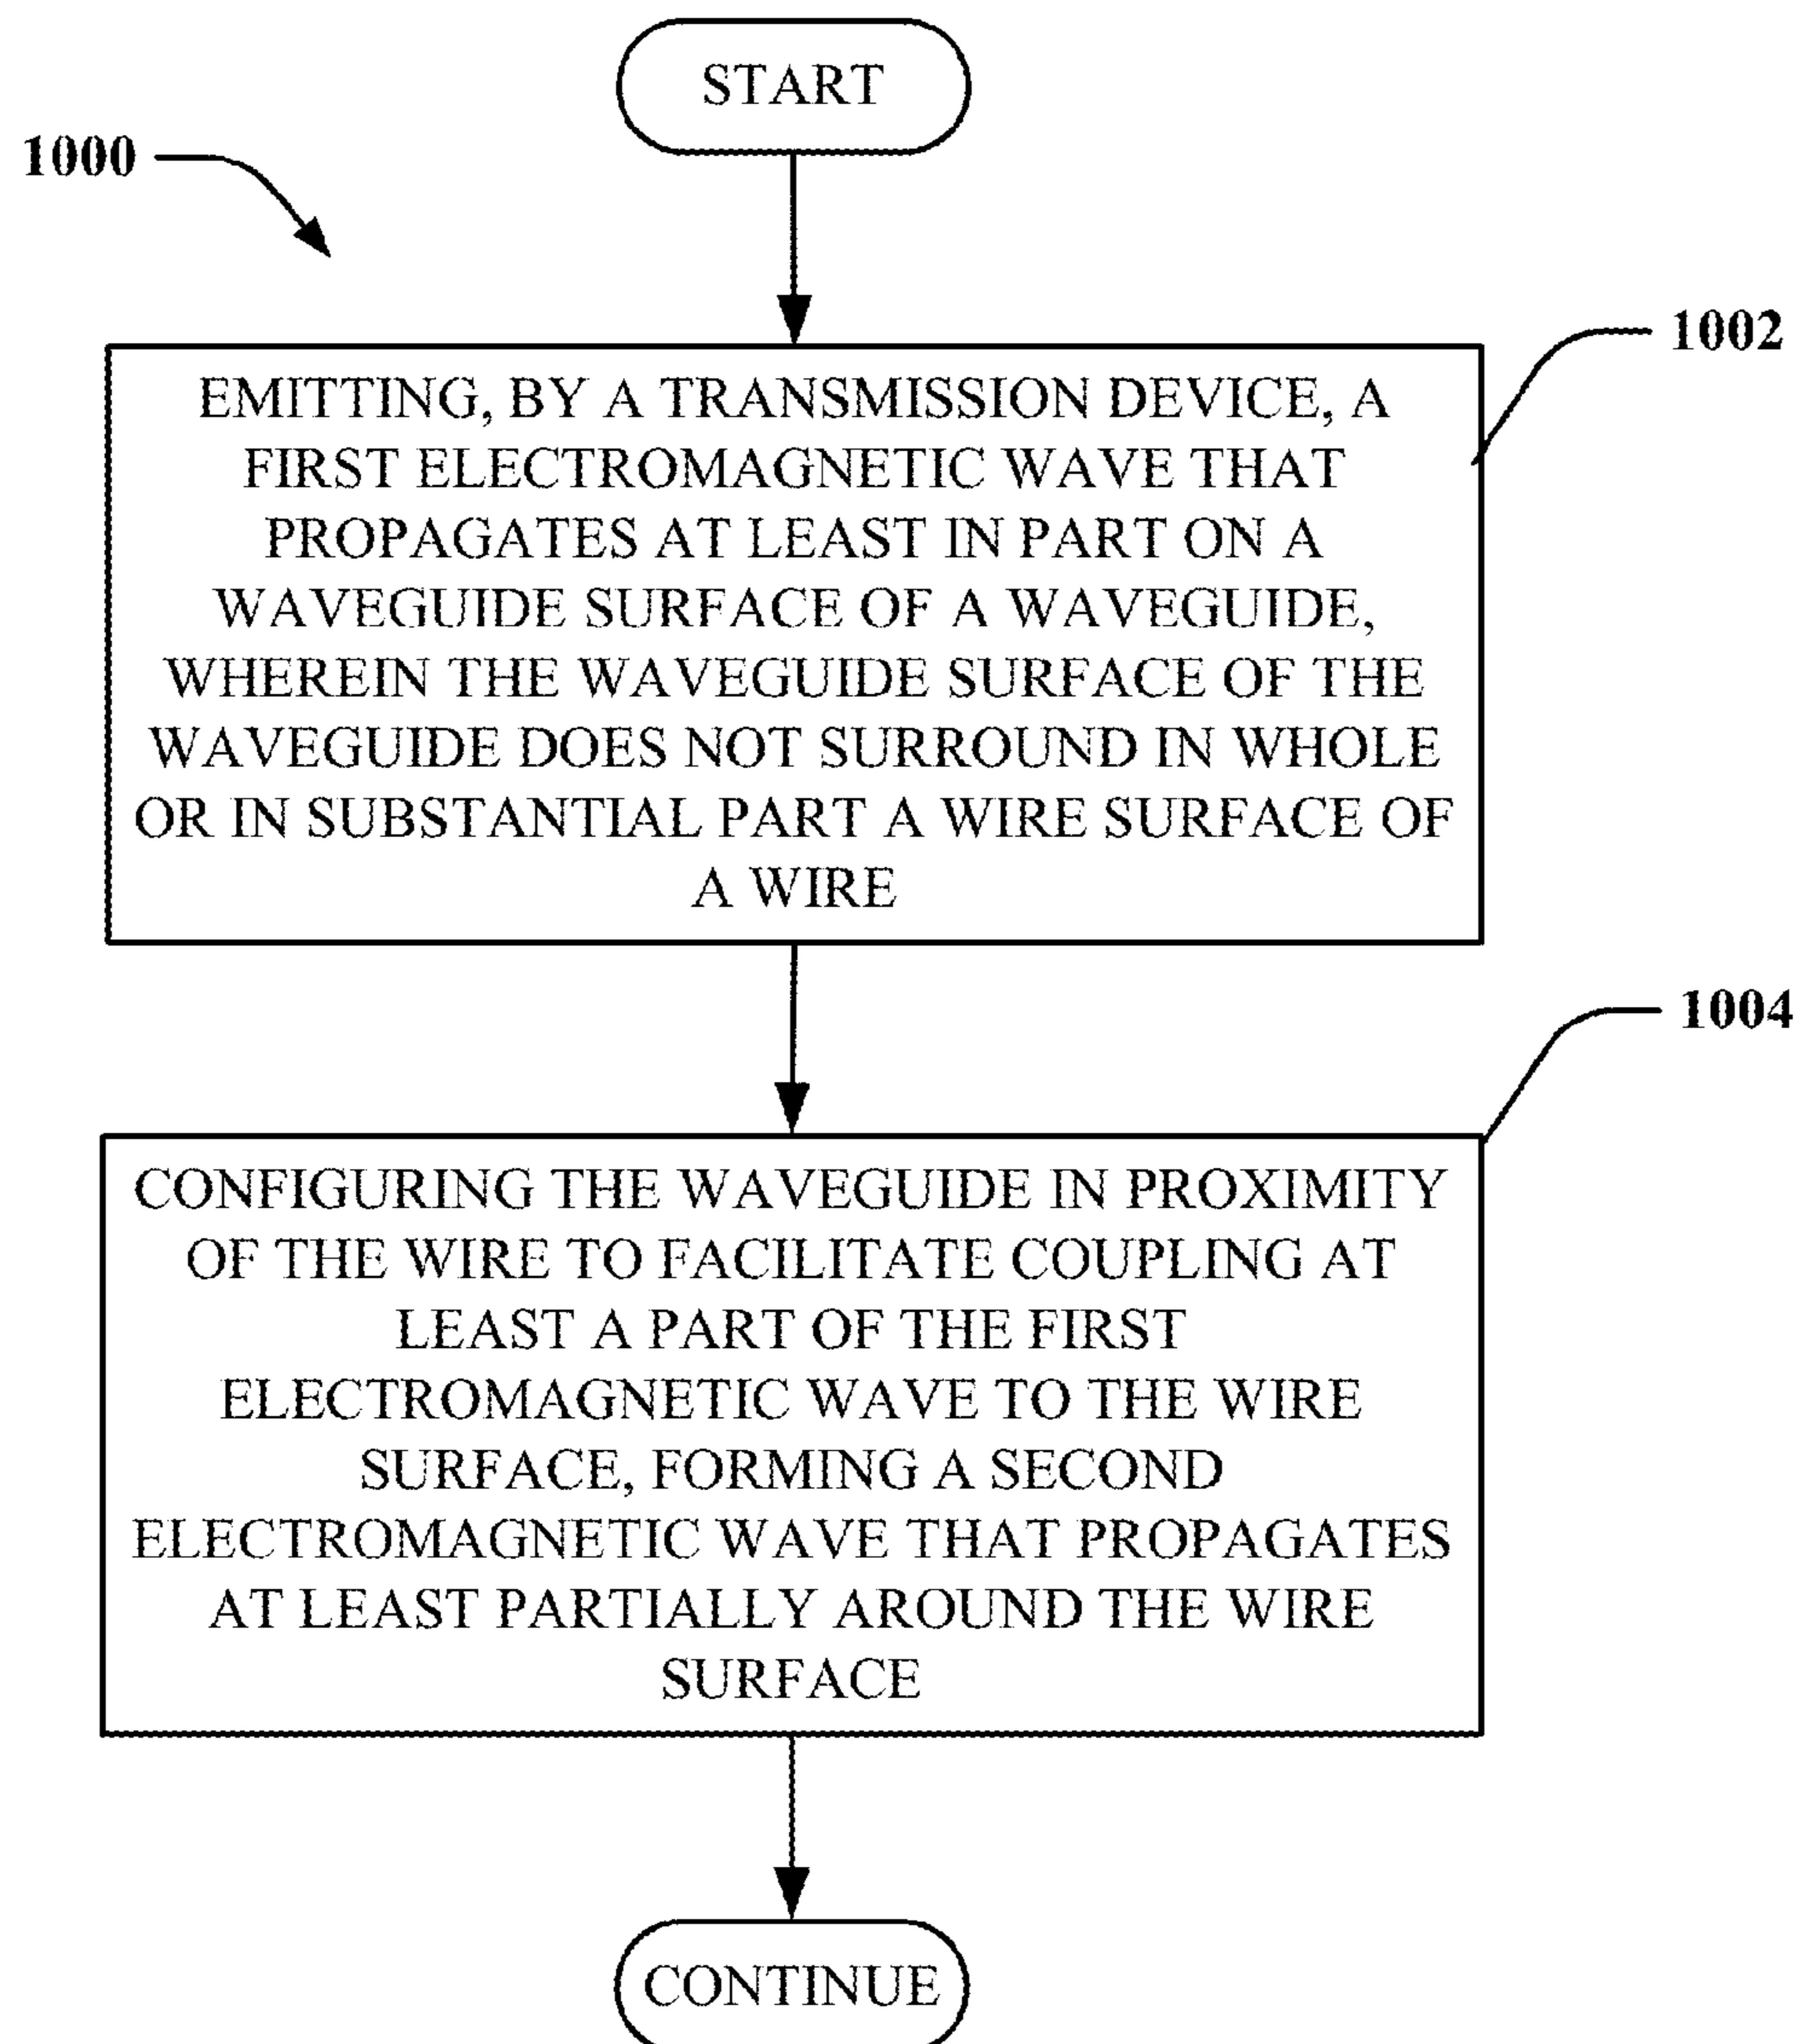 START
1000
1002
EMITTING, BY A TRANSMISSION DEVICE, A
FIRST ELECTROMAGNETIC WAVE THAT
PROPAGATES AT LEAST IN PART ON A
WAVEGUIDE SURFACE OF A WAVEGUIDE,
WHEREIN THE WAVEGUIDE SURFACE OF THE
WAVEGUIDE DOES NOT SURROUND IN WHOLE
OR IN SUBSTANTIAL PART A WIRE SURFACE OF
A WIRE
1004
CONFIGURING THE WAVEGUIDE IN PROXIMITY
OF THE WIRE TO FACILITATE COUPLING AT
LEAST A PART OF THE FIRST
ELECTROMAGNETIC WAVE TO THE WIRE
SURFACE, FORMING A SECOND
ELECTROMAGNETIC WAVE THAT PROPAGATES
AT LEAST PARTIALLY AROUND THE WIRE
SURFACE
CONTINUE